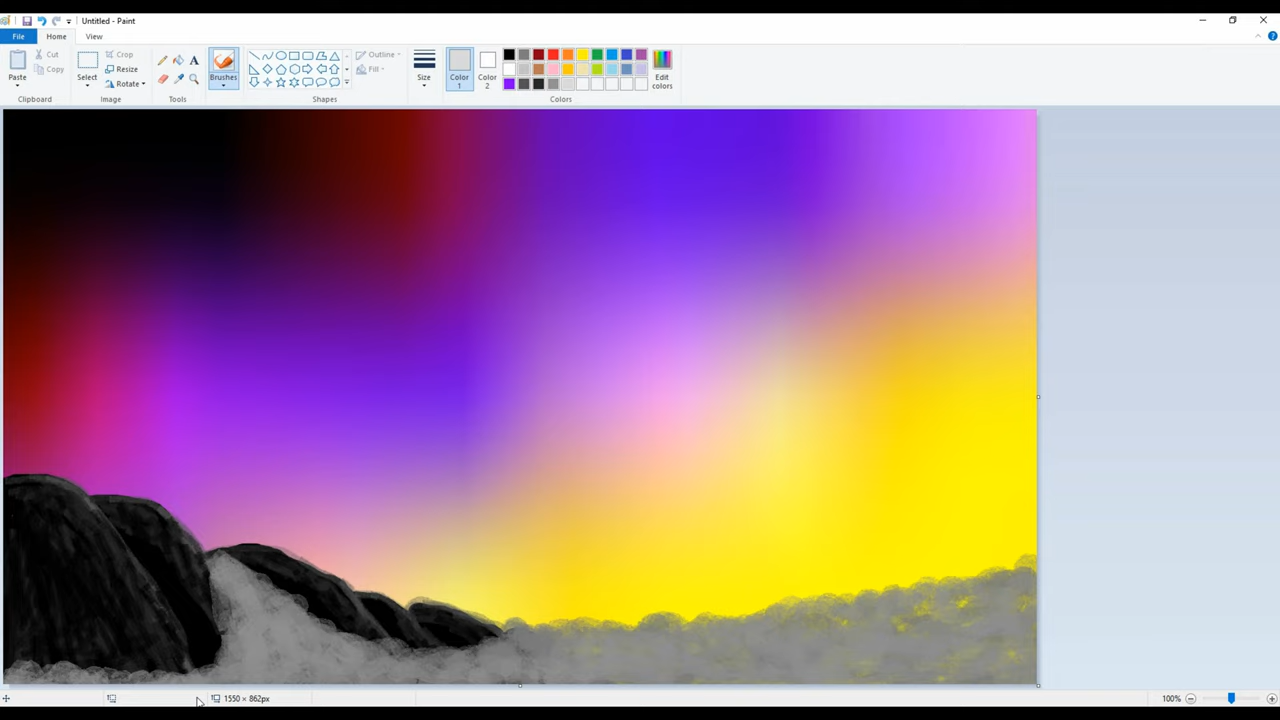 Untitled - Paint
File Home View
Paste
Cut
Copy
Clipboard
Select
Crop
Resize
Rotate
Image
A
Tools
Brushes
Outline
Fill
Shapes
Size
Color 1
Color 2
Edit colors
Colors
1550 × 862px
100%